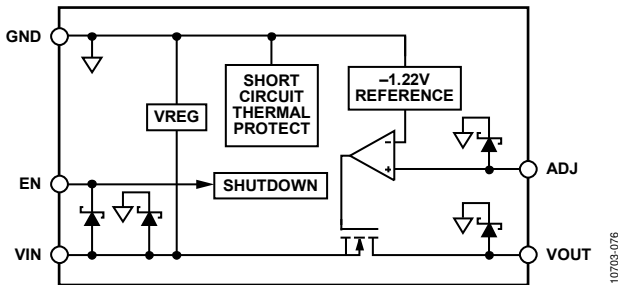 GND
VREG
SHORT
CIRCUIT
THERMAL
PROTECT
–1.22V
REFERENCE
–
+
ADJ
EN
SHUTDOWN
VIN
VOUT
10703-076